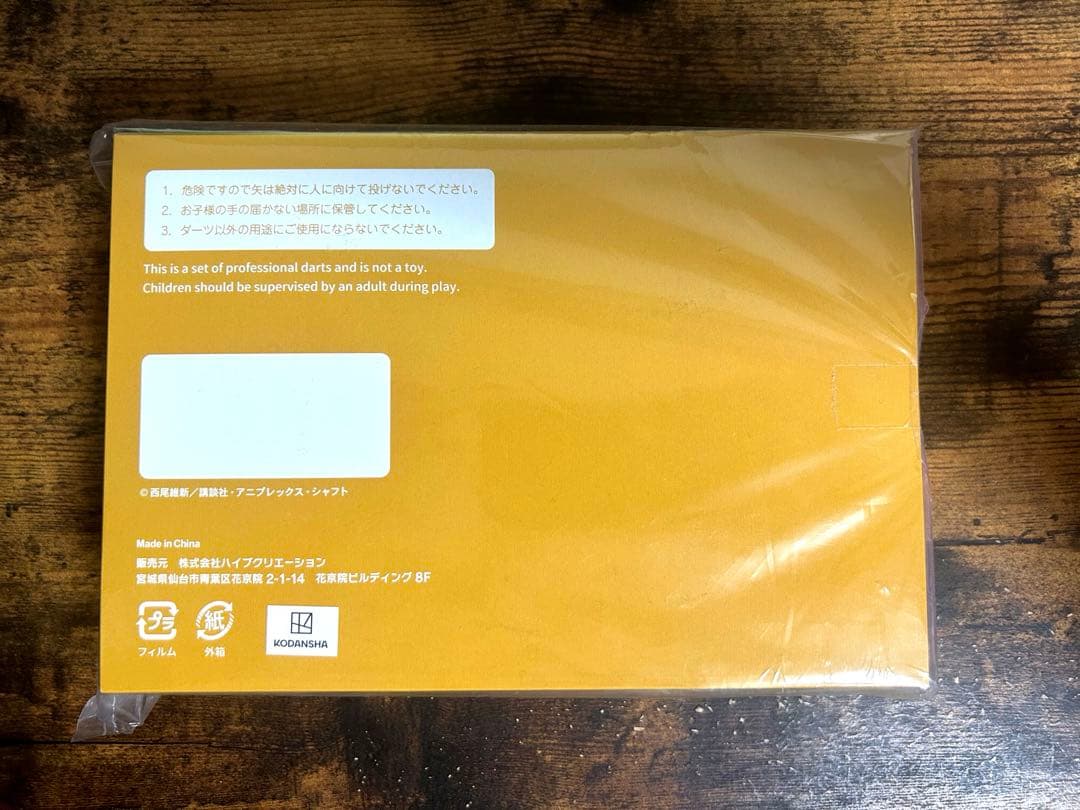 1. 危険ですので矢は絶対に人に向けて投げないでください。
2. お子様の手の届かない場所に保管してください。
3. ダーツ以外の用途にご使用にならないでください。
This is a set of professional darts and is not a toy.
Children should be supervised by an adult during play.
©西尾維新／講談社・アニプレックス・シャフト
Made in China
販売元 株式会社ハイブクリエーション
宮城県仙台市青葉区花京院 2-1-14 花京院ビルディング 8F
プラ 紙
フィルム 外箱
KODANSHA